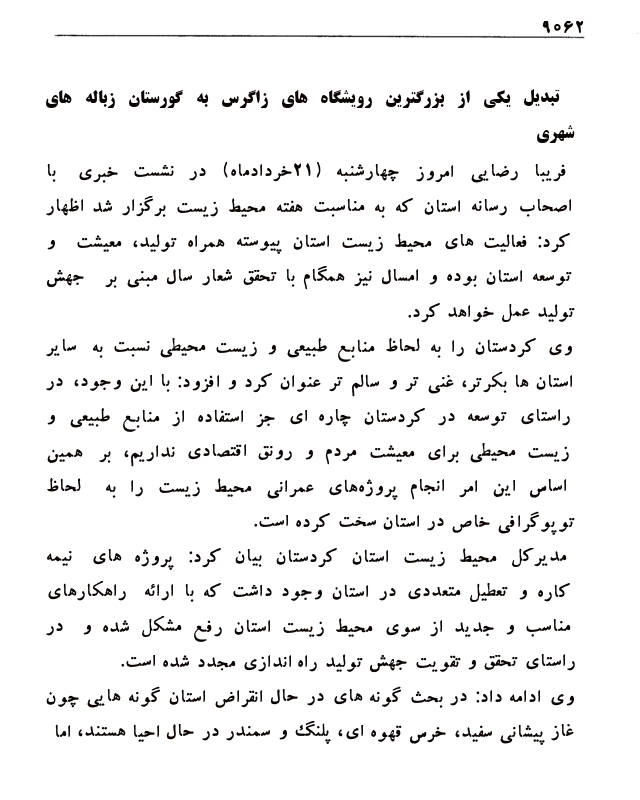 ۹۰۶۲
تبدیل یکی از بزرگترین رویشگاه های زاگرس به گورستان زباله های
شهری
فریبا رضایی امروز چهارشنبه (۲۱خردادماه) در نشست خبری با
اصحاب رسانه استان که به مناسبت هفته محیط زیست برگزار شد اظهار
کرد: فعالیت های محیط زیست استان پیوسته همراه تولید، معیشت و
توسعه استان بوده و امسال نیز همگام با تحقق شعار سال مبنی بر جهش
تولید عمل خواهد کرد.
وی کردستان را به لحاظ منابع طبیعی و زیست محیطی نسبت به سایر
استان ها بکرتر، غنی تر و سالم تر عنوان کرد و افزود: با این وجود، در
راستای توسعه در کردستان چاره ای جز استفاده از منابع طبیعی و
زیست محیطی برای معیشت مردم و رونق اقتصادی نداریم، بر همین
اساس این امر انجام پروژه‌های عمرانی محیط زیست را به لحاظ
توپوگرافی خاص در استان سخت کرده است.
مدیرکل محیط زیست استان کردستان بیان کرد: پروژه های نیمه
کاره و تعطیل متعددی در استان وجود داشت که با ارائه راهکارهای
مناسب و جدید از سوی محیط زیست استان رفع مشکل شده و در
راستای تحقق و تقویت جهش تولید راه اندازی مجدد شده است.
وی ادامه داد: در بحث گونه های در حال انقراض استان گونه هایی چون
غاز پیشانی سفید، خرس قهوه ای، پلنگ و سمندر در حال احیا هستند، اما